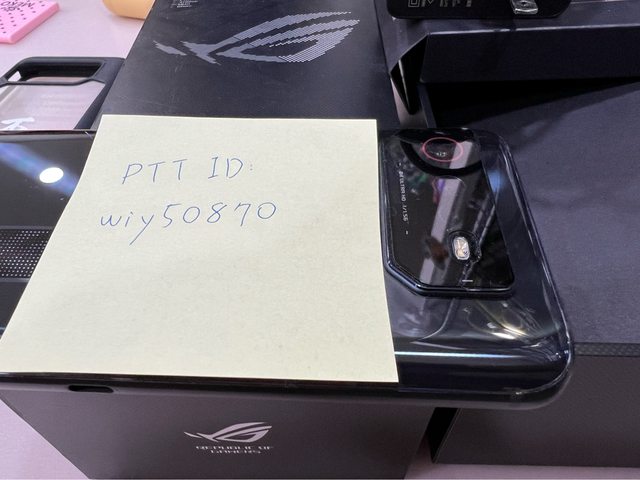 PTT ID:
wiy50870
REPUBLIC OF
GAMERS